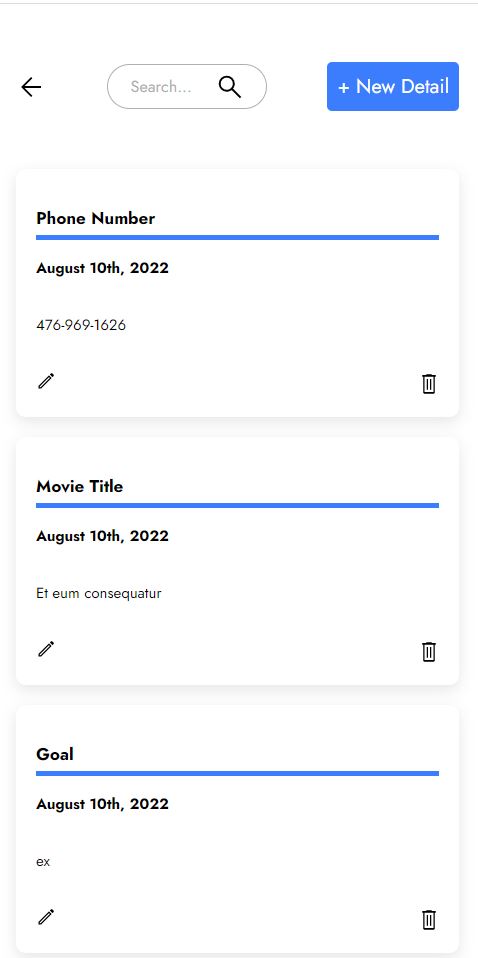 Search...
+ New Detail
Phone Number
August 10th, 2022
476-969-1626
Movie Title
August 10th, 2022
Et eum consequatur
Goal
August 10th, 2022
ex